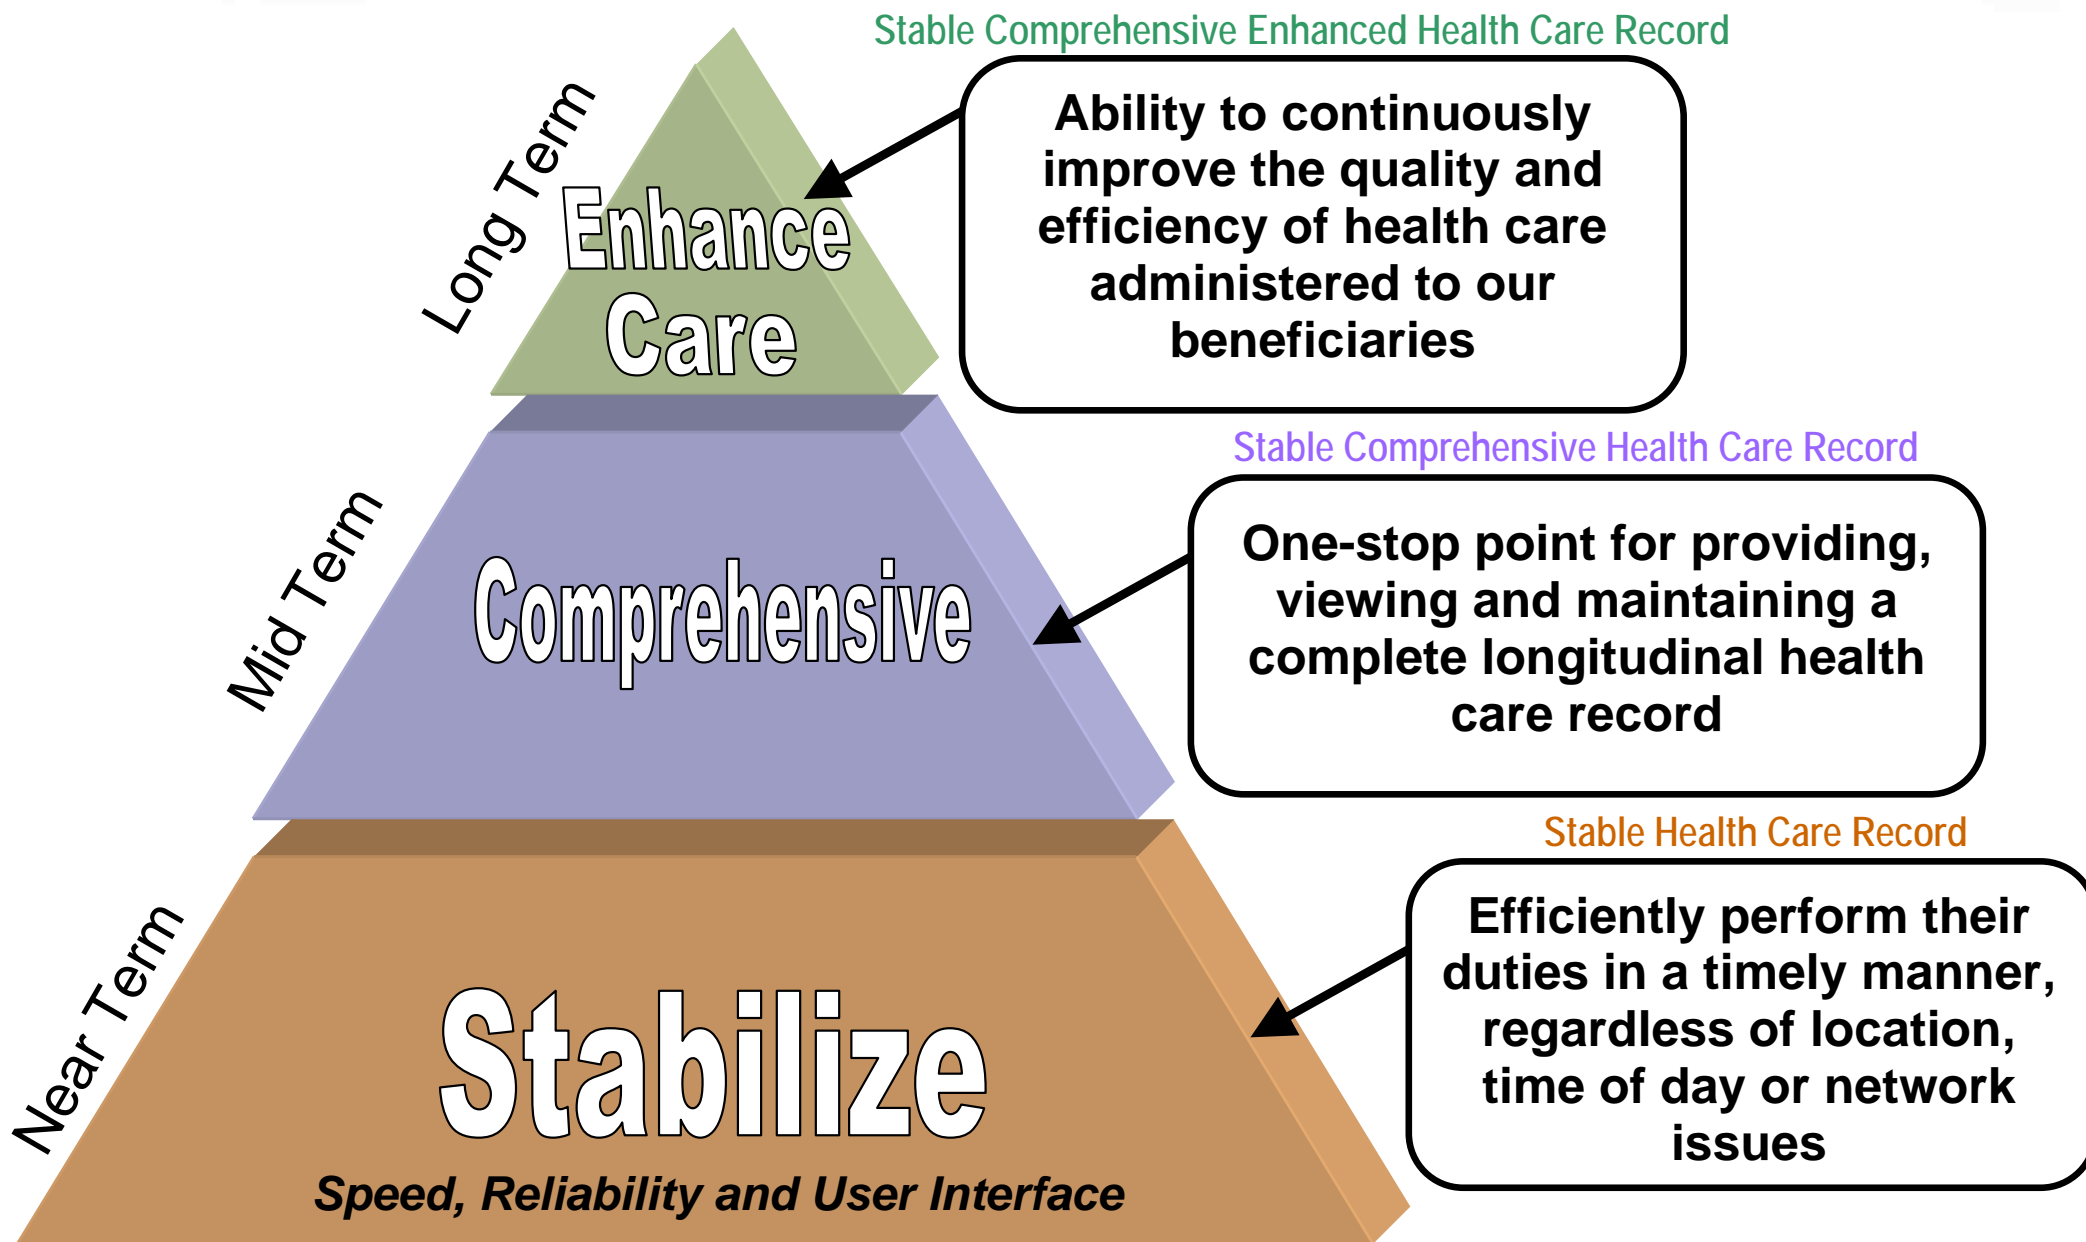 Stable Comprehensive Enhanced Health Care Record
Long Term
Enhance
Care
Ability to continuously
improve the quality and
efficiency of health care
administered to our
beneficiaries
Stable Comprehensive Health Care Record
Mid Term
Comprehensive
One-stop point for providing,
viewing and maintaining a
complete longitudinal health
care record
Stable Health Care Record
Near Term
Stabilize
Speed, Reliability and User Interface
Efficiently perform their
duties in a timely manner,
regardless of location,
time of day or network
issues